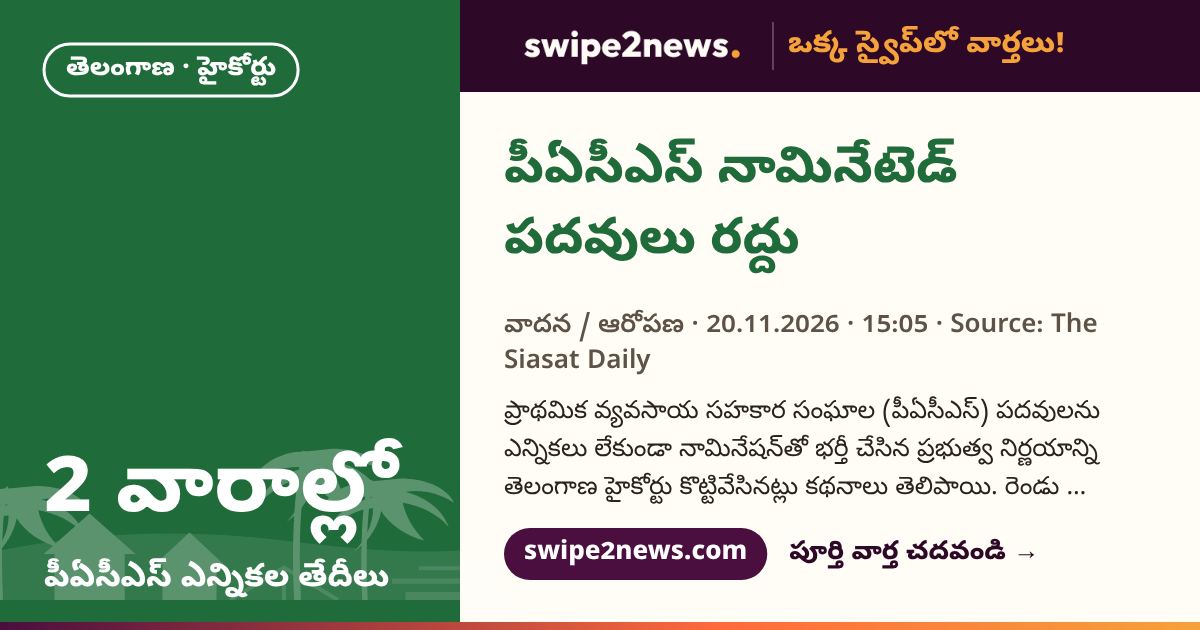 తెలంగాణ · హైకోర్టు
2 వారాల్లో
పీఏసీఎస్ ఎన్నికల తేదీలు
swipe2news.
ఒక్క స్వైప్‌లో వార్తలు!
పీఏసీఎస్ నామినేటెడ్
పదవులు రద్దు
వాదన / ఆరోపణ · 20.11.2026 · 15:05 · Source: The
Siasat Daily
ప్రాథమిక వ్యవసాయ సహకార సంఘాల (పీఏసీఎస్) పదవులను
ఎన్నికలు లేకుండా నామినేషన్‌తో భర్తీ చేసిన ప్రభుత్వ నిర్ణయాన్ని
తెలంగాణ హైకోర్టు కొట్టివేసినట్లు కథనాలు తెలిపాయి. రెండు ...
swipe2news.com
పూర్తి వార్త చదవండి →